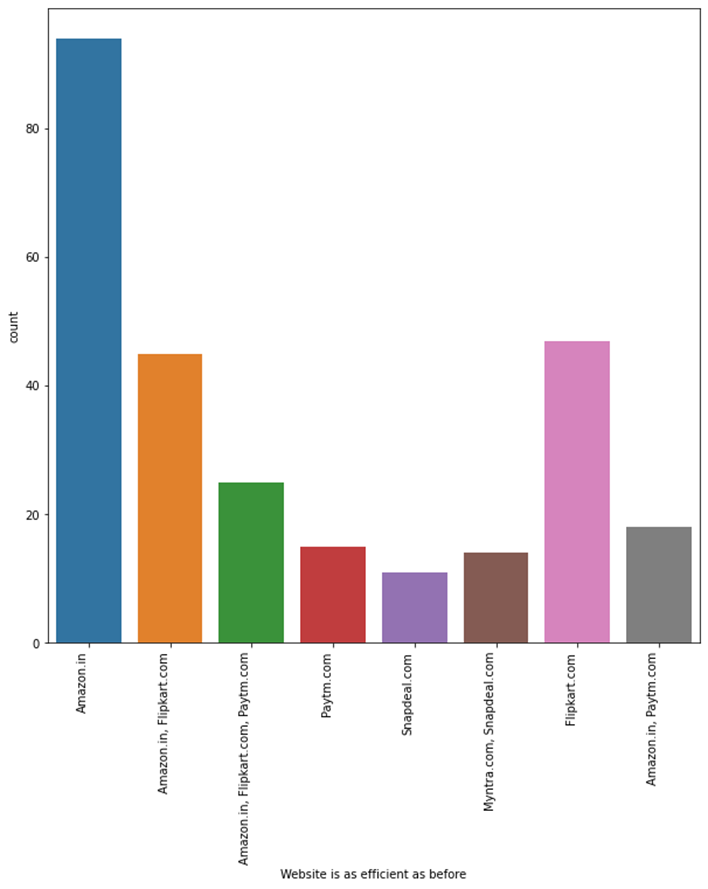 80
60
40
20
0
count
Amazon.in
Amazon.in, Flipkart.com
Amazon.in, Flipkart.com, Paytm.com
Paytm.com
Snapdeal.com
Myntra.com, Snapdeal.com
Flipkart.com
Amazon.in, Paytm.com
Website is as efficient as before